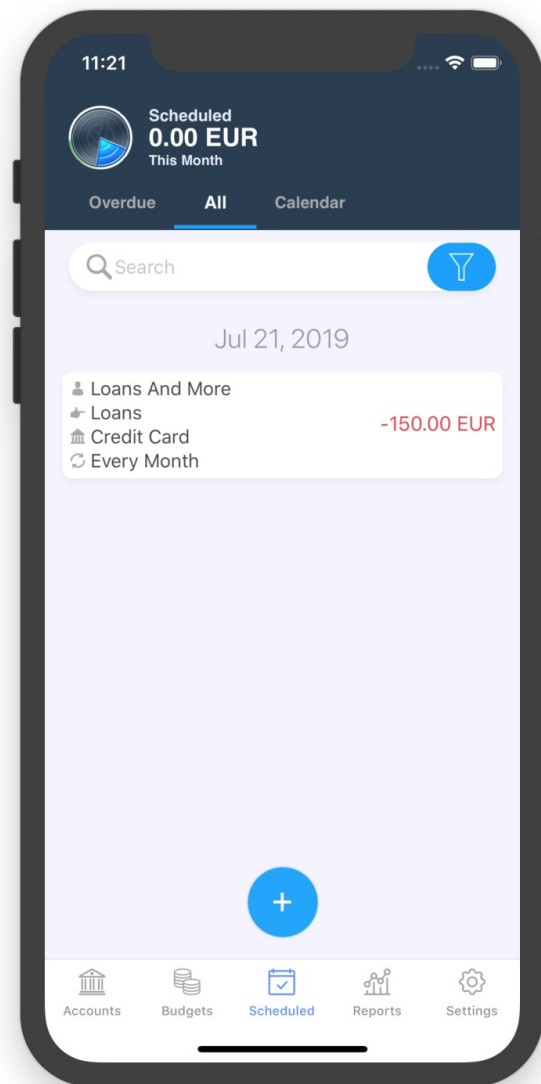 11:21
Scheduled
0.00 EUR
This Month
Overdue All Calendar
Search
Jul 21, 2019
Loans And More
Loans
Credit Card
Every Month
-150.00 EUR
+
Accounts Budgets Scheduled Reports Settings